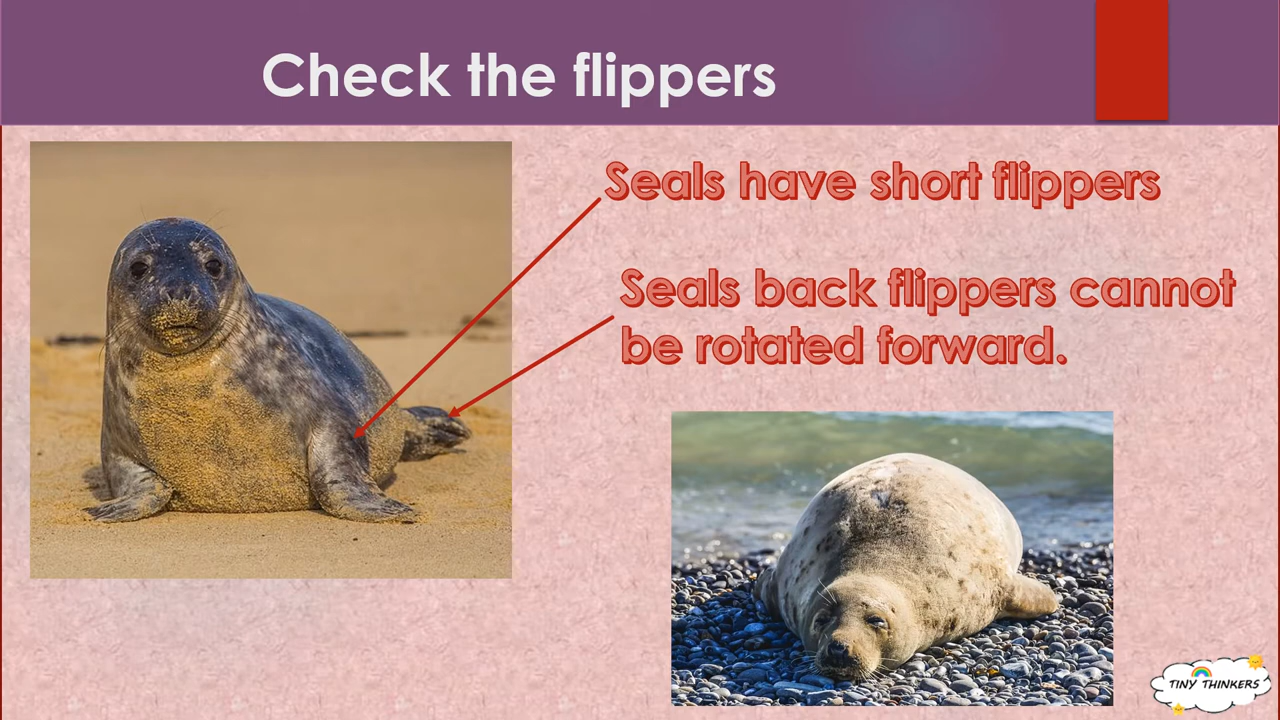 Check the flippers
Seals have short flippers
Seals back flippers cannot
be rotated forward.
TINY THINKERS